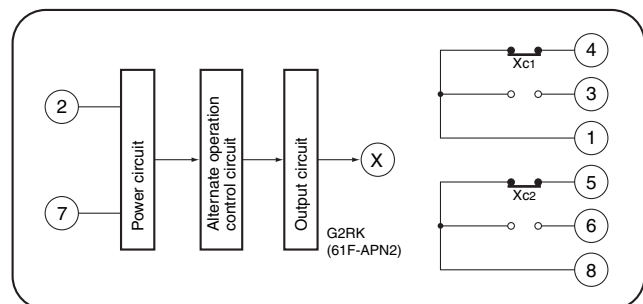 2
7
Power circuit
Alternate operation
control circuit
Output circuit
X
G2RK
(61F-APN2)
Xc1
4
3
1
Xc2
5
6
8